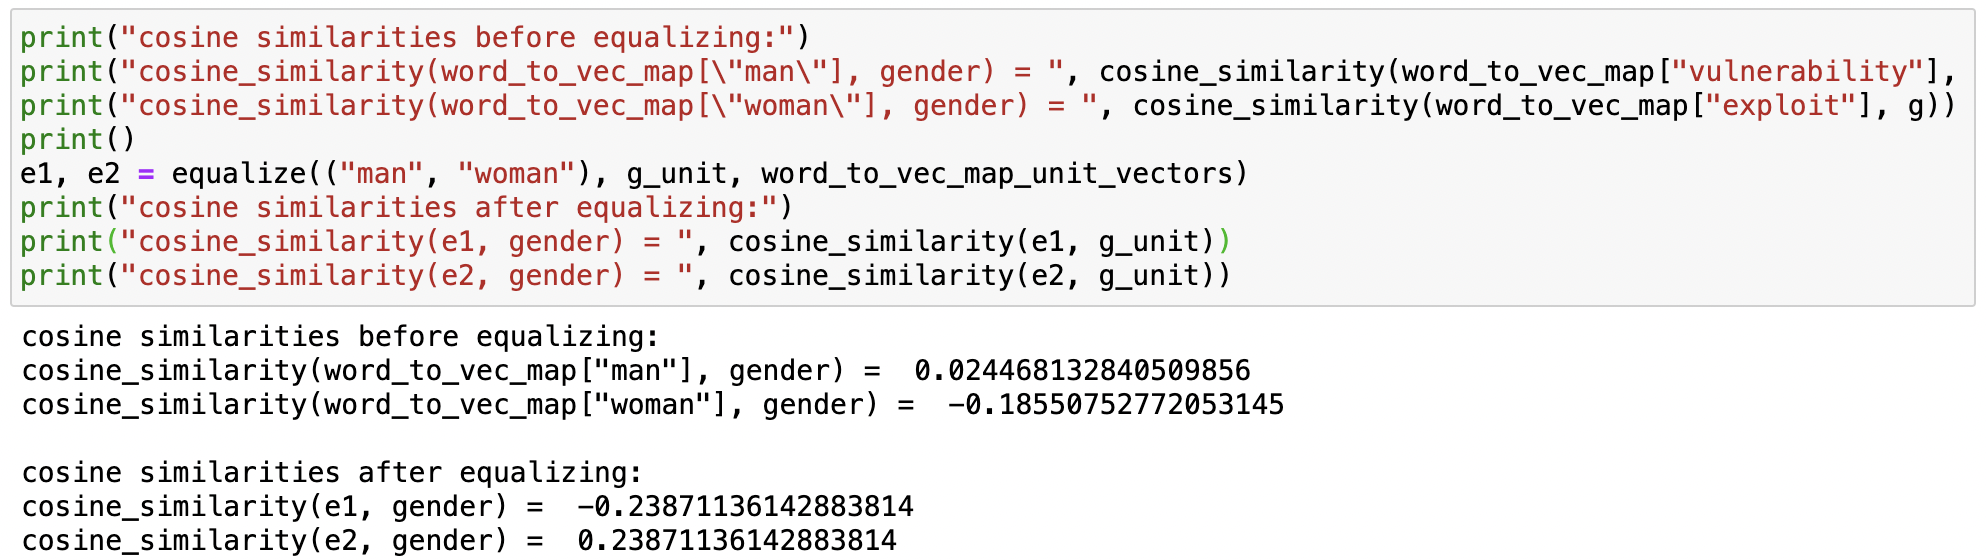 print("cosine similarities before equalizing:")
print("cosine_similarity(word_to_vec_map[\"man\"], gender) = ", cosine_similarity(word_to_vec_map["vulnerability"],
print("cosine_similarity(word_to_vec_map[\"woman\"], gender) = ", cosine_similarity(word_to_vec_map["exploit"], g))
print()
e1, e2 = equalize(("man", "woman"), g_unit, word_to_vec_map_unit_vectors)
print("cosine similarities after equalizing:")
print("cosine_similarity(e1, gender) = ", cosine_similarity(e1, g_unit))
print("cosine_similarity(e2, gender) = ", cosine_similarity(e2, g_unit))
cosine similarities before equalizing:
cosine_similarity(word_to_vec_map["man"], gender) =  0.024468132840509856
cosine_similarity(word_to_vec_map["woman"], gender) =  -0.18550752772053145
cosine similarities after equalizing:
cosine_similarity(e1, gender) =  -0.23871136142883814
cosine_similarity(e2, gender) =  0.23871136142883814